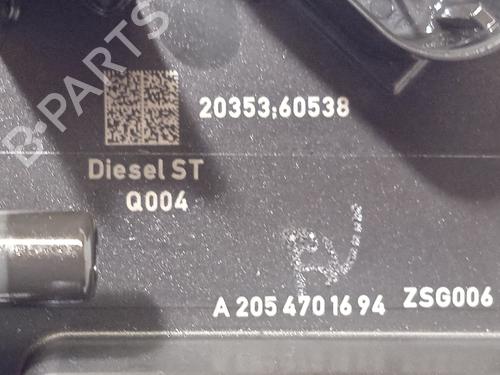 B-PARTS
20353;60538
Diesel ST
Q004
A 205 470 16 94 ZSG006